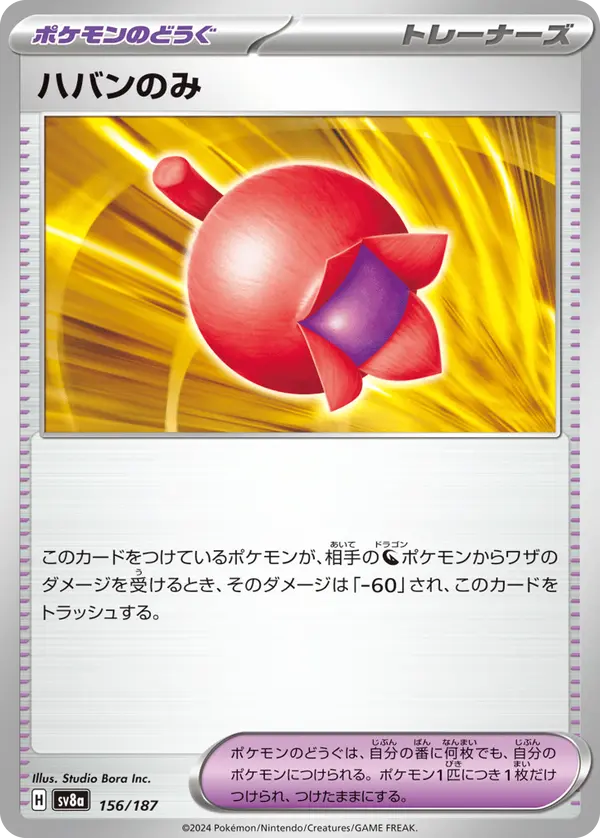 ポケモンのどうぐ
トレーナーズ
ハバンのみ
このカードをつけているポケモンが、相手のポケモンからワザの
ダメージを受けるとき、そのダメージは「-60」され、このカードを
トラッシュする。
ポケモンのどうぐは、自分の番に何枚でも、自分の
ポケモンにつけられる。ポケモン1匹につき1枚だけ
つけられ、つけたままにする。
Illus. Studio Bora Inc.
H sv8a 156/187
©2024 Pokémon/Nintendo/Creatures/GAME FREAK.